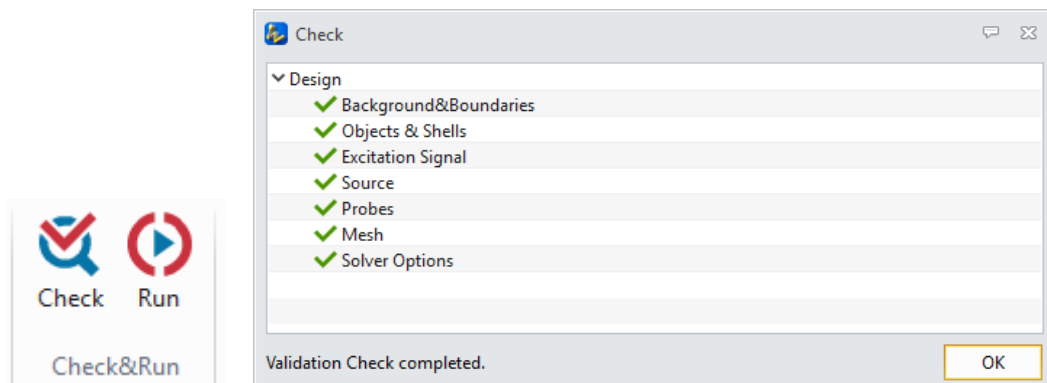 Check Run
Check&Run
Check
Design
Background&Boundaries
Objects & Shells
Excitation Signal
Source
Probes
Mesh
Solver Options
Validation Check completed.
OK